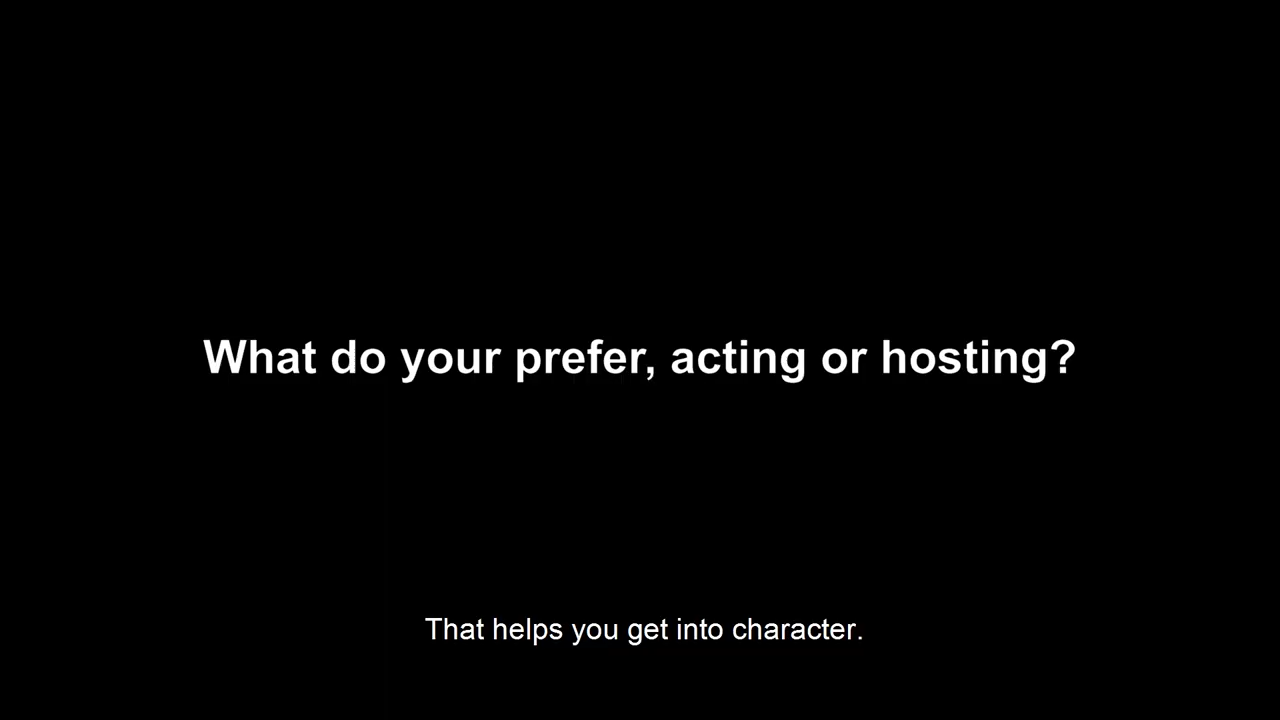 What do your prefer, acting or hosting?
That helps you get into character.